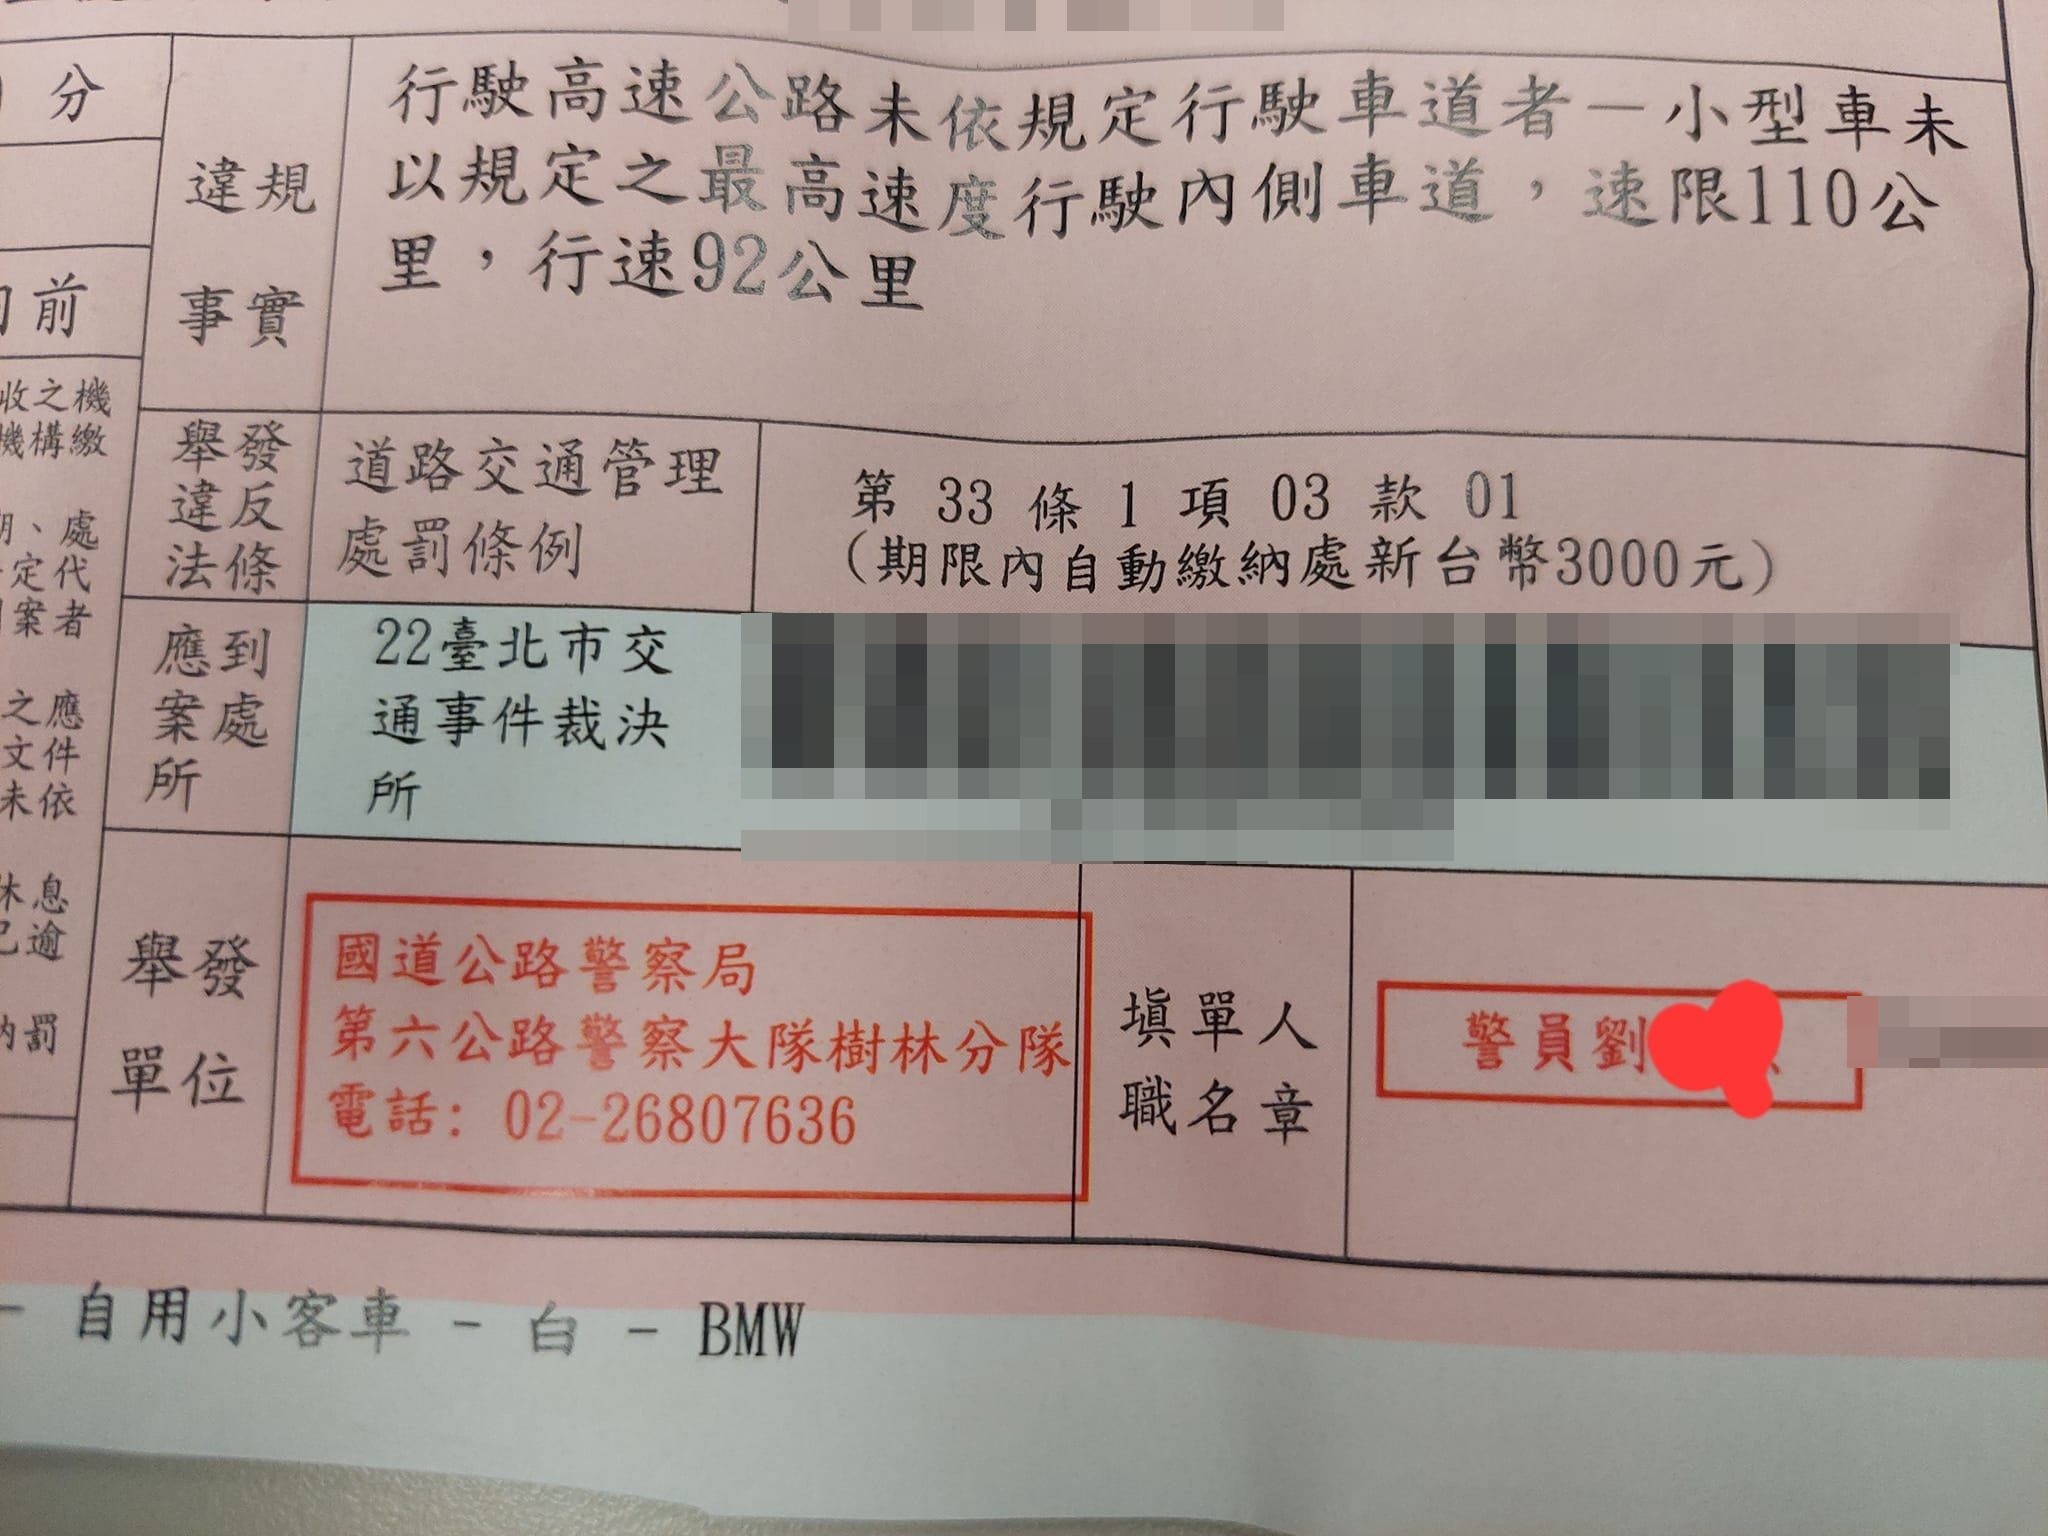 分
違規
事實
行駛高速公路未依規定行駛車道者－小型車未
以規定之最高速度行駛內側車道，速限110公
里，行速92公里
前
收之機
機構繳
、處
定代
案者
之應
文件
未依
休息
已逾
納罰
舉發
違反
法條
道路交通管理
處罰條例
第 33 條 1 項 03 款 01
(期限內自動繳納處新台幣3000元)
應到
案處
所
22臺北市交
通事件裁決
所
舉發
單位
國道公路警察局
第六公路警察大隊樹林分隊
電話: 02-26807636
填單人
職名章
警員劉
- 自用小客車 - 白 - BMW